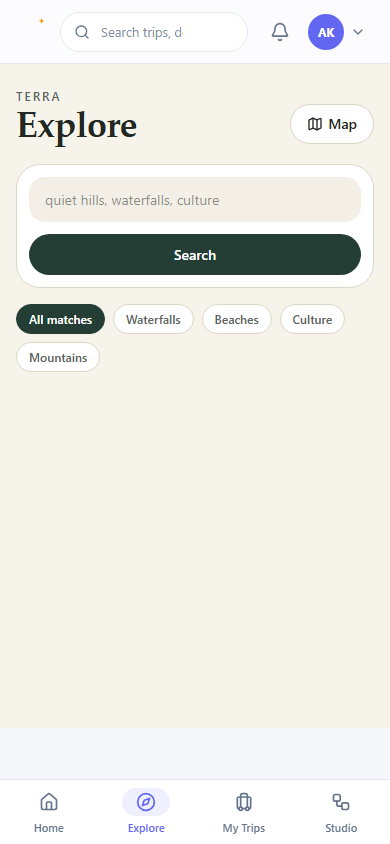 Search trips, d
AK
TERRA
Explore
Map
quiet hills, waterfalls, culture
Search
All matches
Waterfalls
Beaches
Culture
Mountains
Home
Explore
My Trips
Studio